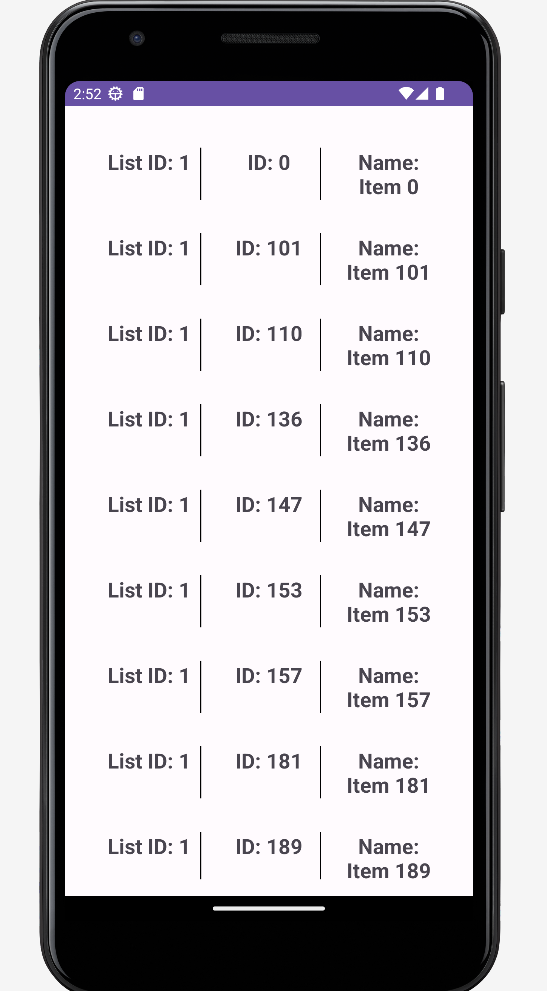 2:52
List ID: 1 ID: 0 Name:
Item 0
List ID: 1 ID: 101 Name:
Item 101
List ID: 1 ID: 110 Name:
Item 110
List ID: 1 ID: 136 Name:
Item 136
List ID: 1 ID: 147 Name:
Item 147
List ID: 1 ID: 153 Name:
Item 153
List ID: 1 ID: 157 Name:
Item 157
List ID: 1 ID: 181 Name:
Item 181
List ID: 1 ID: 189 Name:
Item 189